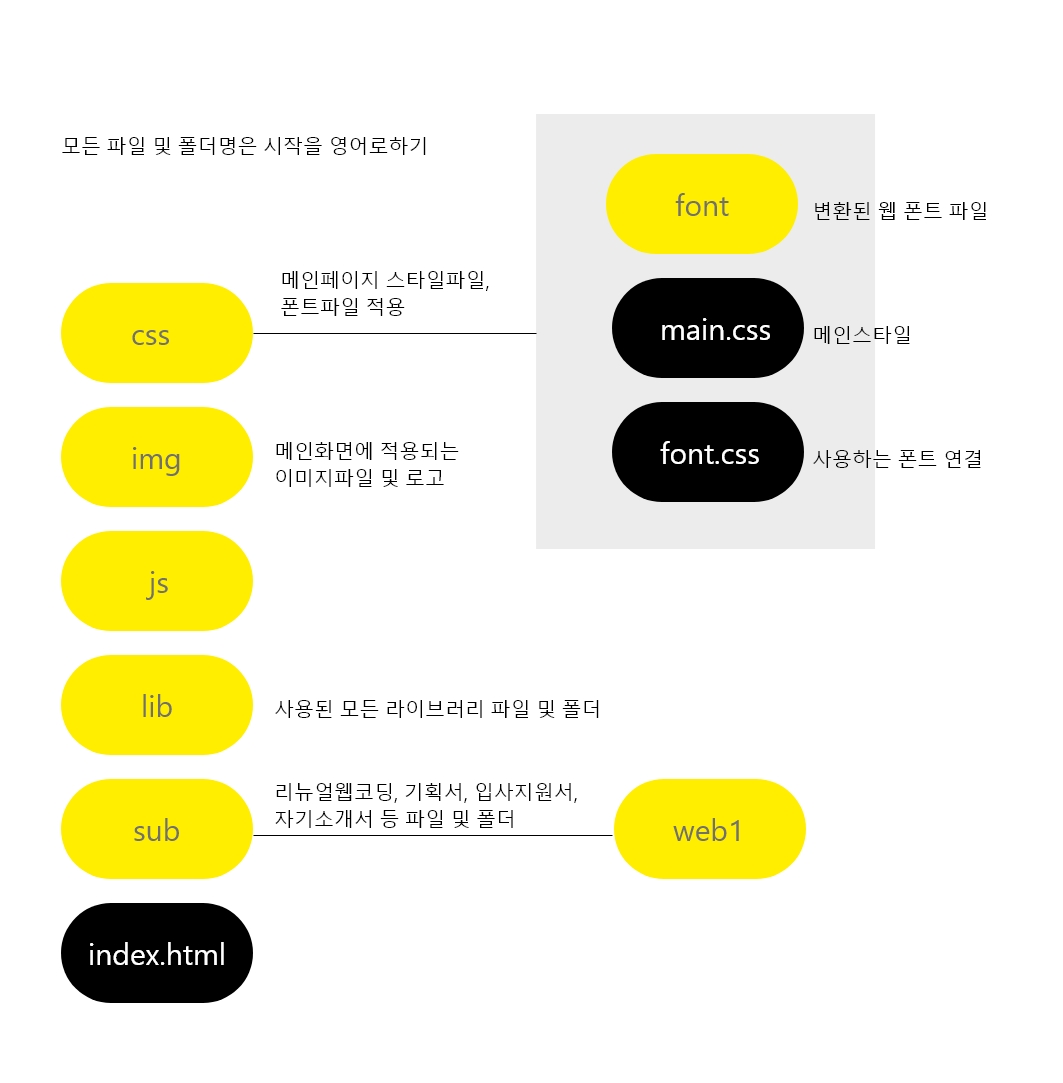 모든 파일 및 폴더명은 시작을 영어로하기
css
메인페이지 스타일파일,
폰트파일 적용
font
변환된 웹 폰트 파일
main.css
메인스타일
font.css
사용하는 폰트 연결
img
메인화면에 적용되는
이미지파일 및 로고
js
lib
사용된 모든 라이브러리 파일 및 폴더
sub
리뉴얼웹코딩, 기획서, 입사지원서,
자기소개서 등 파일 및 폴더
web1
index.html